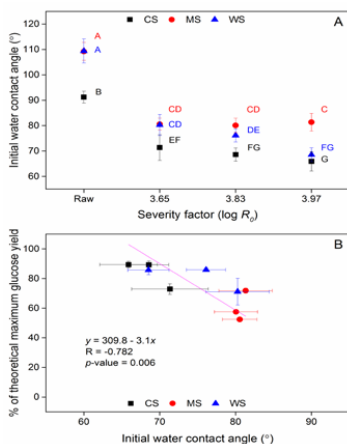 CS MS WS
A
Initial water contact angle (°)
120
110
100
90
80
70
60
A
A
B
CD
CD
EF
CD
DE
FG
C
FG
G
Raw 3.65 3.83 3.97
Severity factor (log R₀)
B
% of theoretical maximum glucose yield
100
80
60
40
20
0
y = 309.8 - 3.1x
R = -0.782
p-value = 0.006
CS MS WS
60 70 80 90
Initial water contact angle (°)